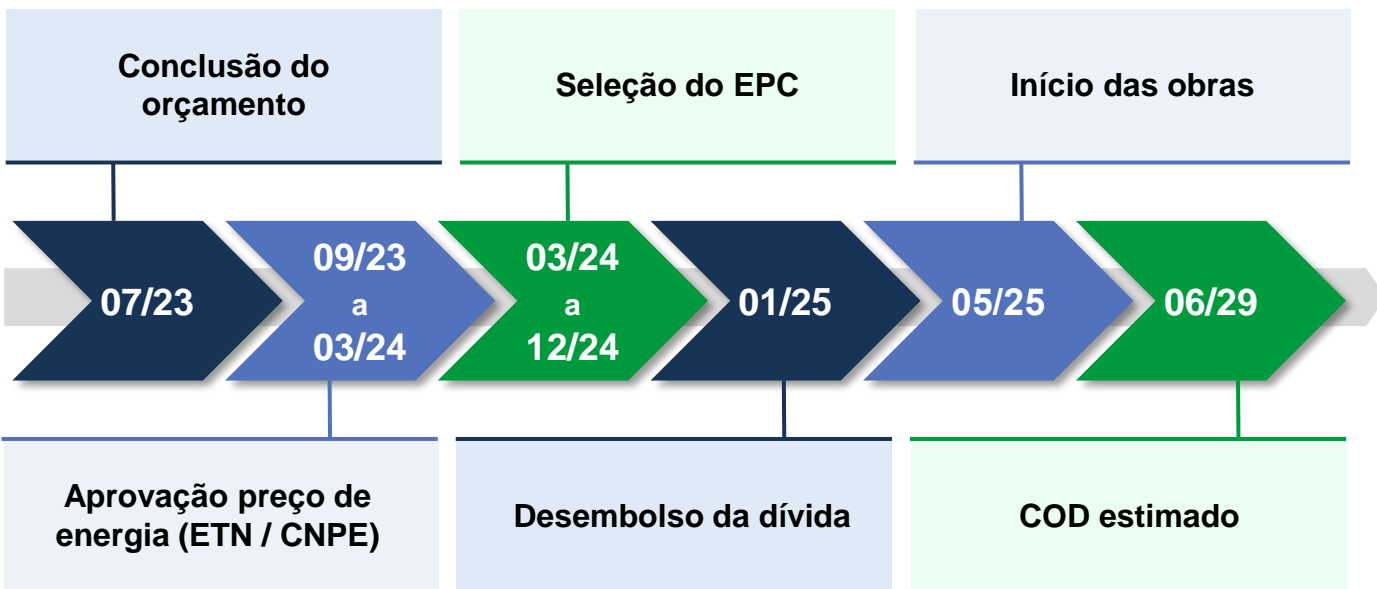 Conclusão do
orçamento
Seleção do EPC
Início das obras
07/23
09/23
a
03/24
03/24
a
12/24
01/25
05/25
06/29
Aprovação preço de
energia (ETN / CNPE)
Desembolso da dívida
COD estimado